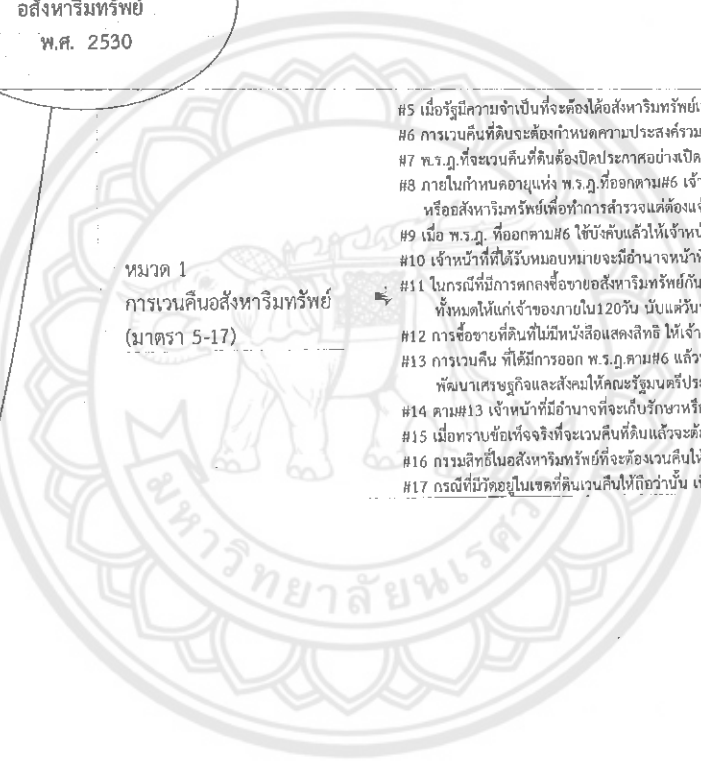 อสังหาริมทรัพย์
พ.ศ. 2530
หมวด 1
การเวนคืนอสังหาริมทรัพย์
(มาตรา 5-17)
#5 เมื่อรัฐมีความจำเป็นที่จะต้องได้อสังหาริมทรัพย์
#6 การเวนคืนที่ดินจะต้องกำหนดความประสงค์รวม
#7 พ.ร.ฎ.ที่จะเวนคืนที่ดินต้องปิดประกาศอย่างเปิด
#8 ภายในกำหนดอายุแห่ง พ.ร.ฎ.ที่ออกตาม#6 เจ้า
หรืออสังหาริมทรัพย์เพื่อทำการสำรวจแต่ต้องแจ้
#9 เมื่อ พ.ร.ฎ. ที่ออกตาม#6 ใช้บังคับแล้วให้เจ้าหน้
#10 เจ้าหน้าที่ที่ได้รับมอบหมายจะมีอำนาจหน้าที่
#11 ในกรณีที่มีการตกลงซื้อขายอสังหาริมทรัพย์กัน
ทั้งหมดให้แก่เจ้าของภายใน120วัน นับแต่วัน
#12 การซื้อขายที่ดินที่ไม่มีหนังสือแสดงสิทธิ ให้เจ้า
#13 การเวนคืน ที่ได้มีการออก พ.ร.ฎ.ตาม#6 แล้ว
พัฒนาเศรษฐกิจและสังคมให้คณะรัฐมนตรีประ
#14 ตาม#13 เจ้าหน้าที่มีอำนาจที่จะเก็บรักษาหรื
#15 เมื่อทราบข้อเท็จจริงที่จะเวนคืนที่ดินแล้วจะต้
#16 กรรมสิทธิ์ในอสังหาริมทรัพย์ที่จะต้องเวนคืนให้
#17 กรณีที่มีวัดอยู่ในเขตที่ดินเวนคืนให้ถือว่านั้น
มหาวิทยาลัยนเรศว